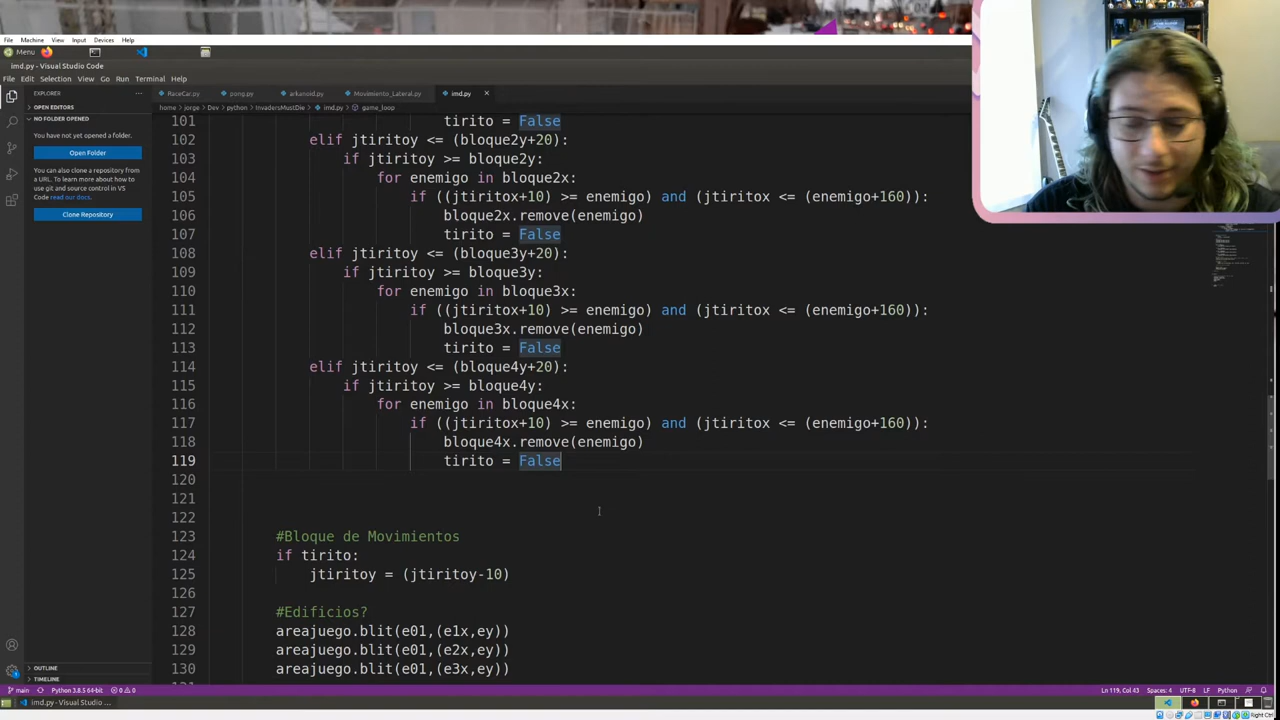 File Machine View Input Devices Help
Menu
imd.py - Visual Studio Code
File Edit Selection View Go Run Terminal Help
EXPLORER ...
RaceCar.py pong.py arkanoid.py Movimiento_Lateral.py imd.py
OPEN EDITORS
home > jorge > Dev > python > InvadersMustDie > imd.py > game_loop
NO FOLDER OPENED
You have not yet opened a folder.
Open Folder
You can also clone a repository from a URL. To learn more about how to use git and source control in VS Code read our docs.
Clone Repository
101 tirito = False
102 elif jtiritoy <= (bloque2y+20):
103 if jtiritoy >= bloque2y:
104 for enemigo in bloque2x:
105 if ((jtiritox+10) >= enemigo) and (jtiritox <= (enemigo+160)):
106 bloque2x.remove(enemigo)
107 tirito = False
108 elif jtiritoy <= (bloque3y+20):
109 if jtiritoy >= bloque3y:
110 for enemigo in bloque3x:
111 if ((jtiritox+10) >= enemigo) and (jtiritox <= (enemigo+160)):
112 bloque3x.remove(enemigo)
113 tirito = False
114 elif jtiritoy <= (bloque4y+20):
115 if jtiritoy >= bloque4y:
116 for enemigo in bloque4x:
117 if ((jtiritox+10) >= enemigo) and (jtiritox <= (enemigo+160)):
118 bloque4x.remove(enemigo)
119 tirito = False
120
121
122
123 #Bloque de Movimientos
124 if tirito:
125 jtiritoy = (jtiritoy-10)
126
127 #Edificios?
128 areajuego.blit(e01,(e1x,ey))
129 areajuego.blit(e01,(e2x,ey))
130 areajuego.blit(e01,(e3x,ey))
OUTLINE
TIMELINE
main Python 3.8.5 64-bit 0 0 Ln 119, Col 43 Spaces: 4 UTF-8 LF Python
imd.py - Visual Studio ...
Right Ctrl